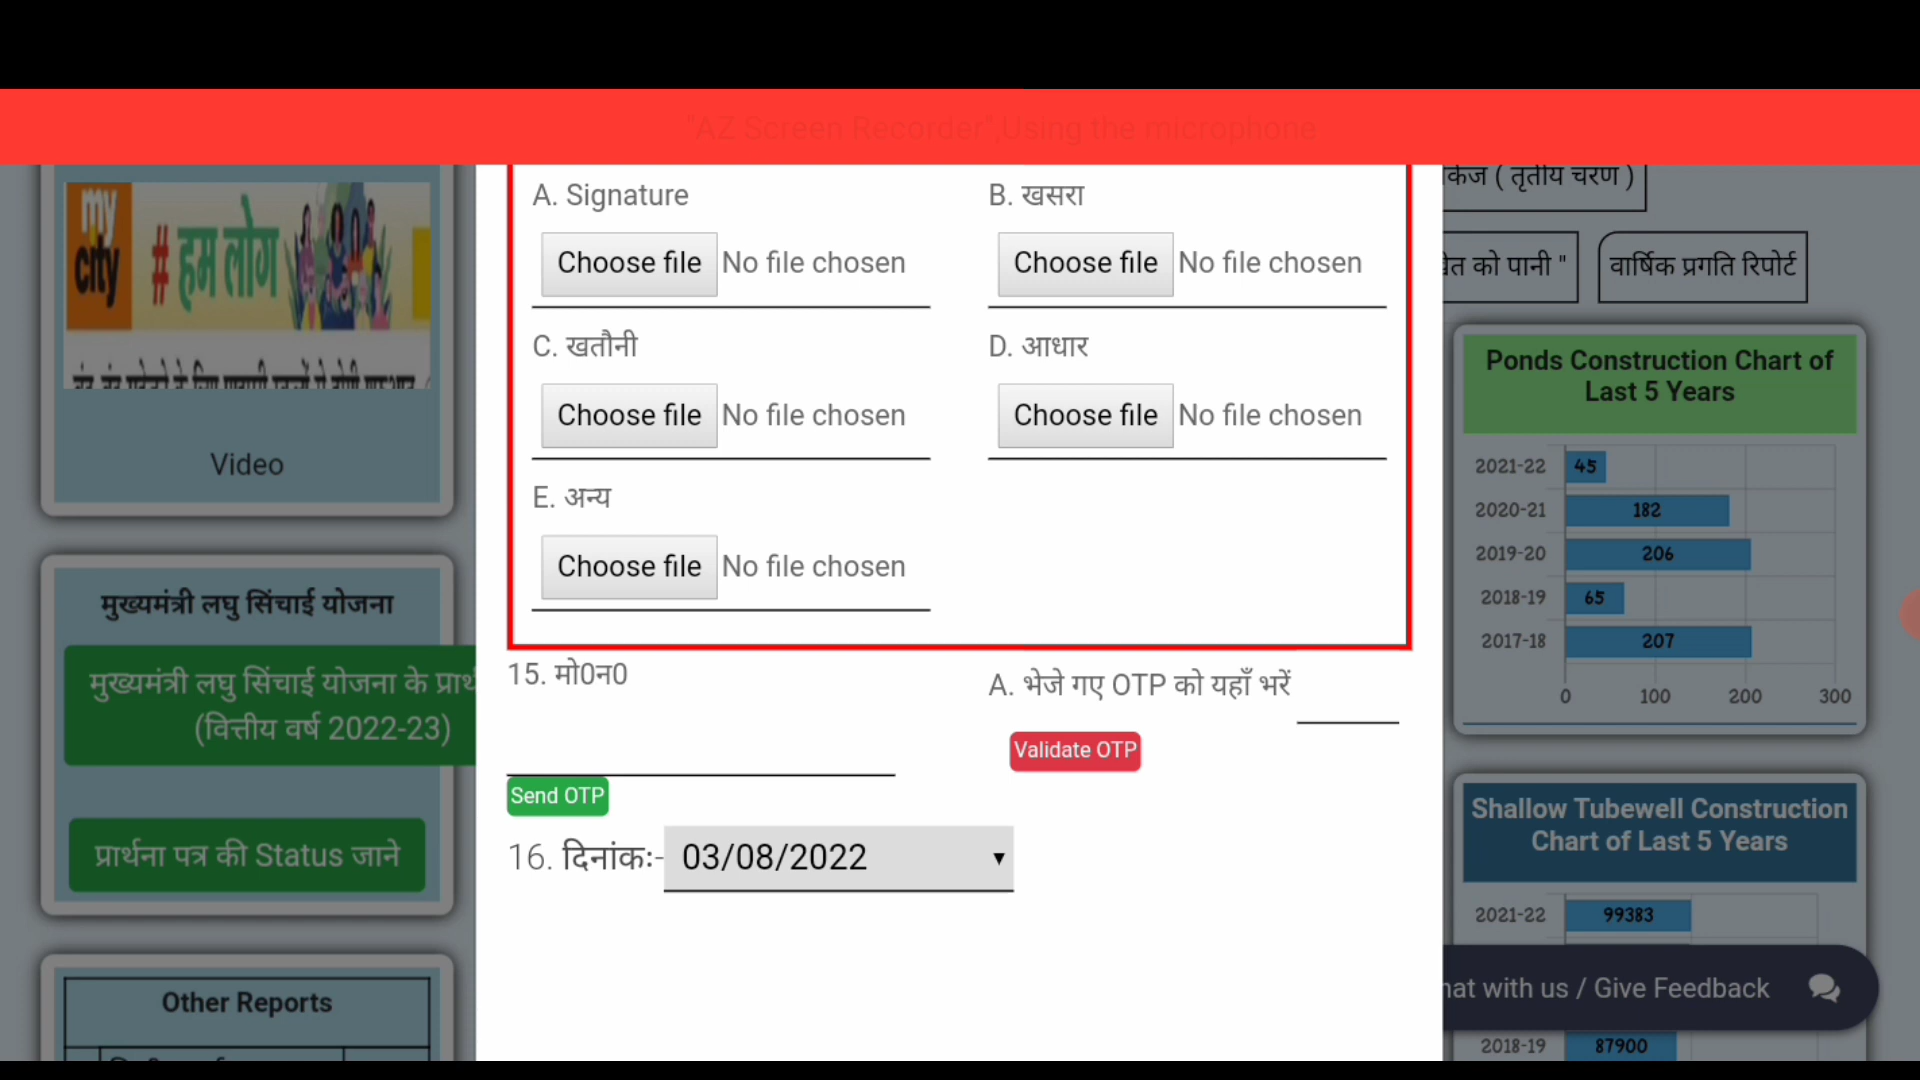 "AZ Screen Recorder",Using the microphone
my
city
# हम लोग
Video
मुख्यमंत्री लघु सिंचाई योजना
मुख्यमंत्री लघु सिंचाई योजना के प्रार्थ
(वित्तीय वर्ष 2022-23)
प्रार्थना पत्र की Status जाने
Other Reports
A. Signature
B. खसरा
Choose file No file chosen
Choose file No file chosen
C. खतौनी
D. आधार
Choose file No file chosen
Choose file No file chosen
E. अन्य
Choose file No file chosen
15. मो0न0
A. भेजे गए OTP को यहाँ भरें
Validate OTP
Send OTP
16. दिनांकः- 03/08/2022
( तृतीय चरण )
को पानी "
वार्षिक प्रगति रिपोर्ट
Ponds Construction Chart of
Last 5 Years
2021-22 45
2020-21 182
2019-20 206
2018-19 65
2017-18 207
0 100 200 300
Shallow Tubewell Construction
Chart of Last 5 Years
2021-22 99383
hat with us / Give Feedback
2018-19 87900